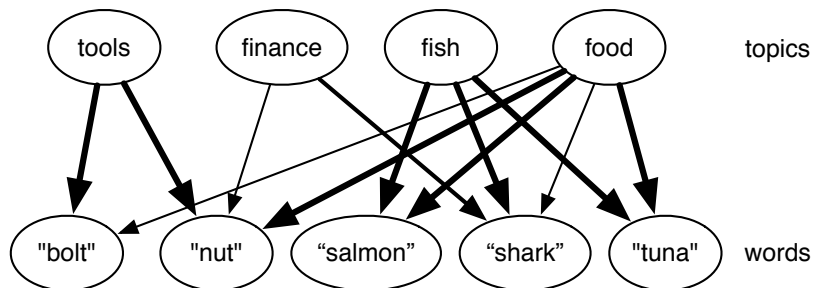 tools finance fish food topics
"bolt" "nut" “salmon” “shark” "tuna" words